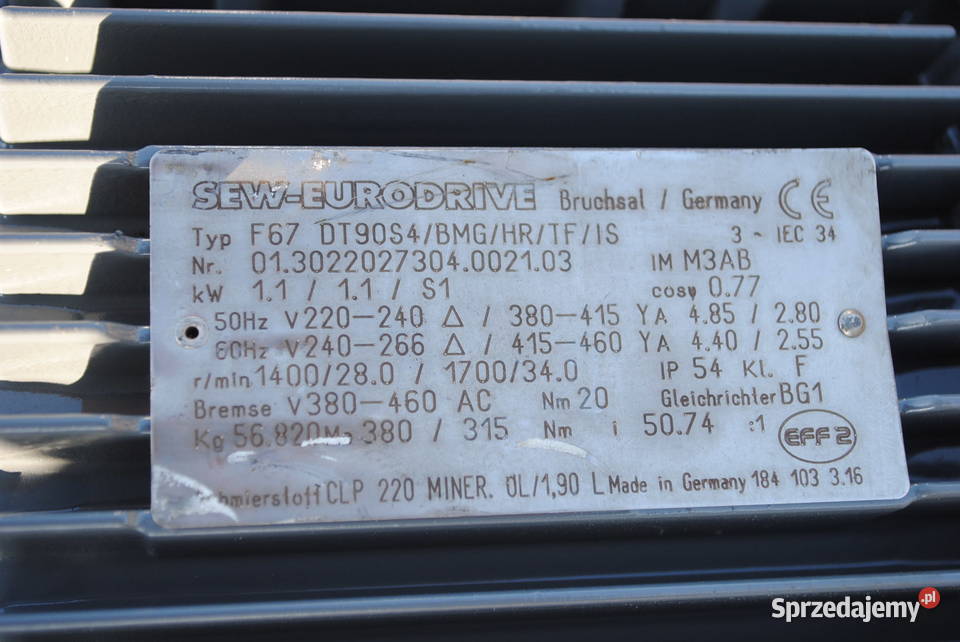 SEW-EURODRIVE Bruchsal / Germany CE
Typ F67 DT90S4/BMG/HR/TF/IS 3 ~ IEC 34
Nr. 01.3022027304.0021.03 IM M3AB
kW 1.1 / 1.1 / S1 cosφ 0.77
50Hz V220-240 Δ / 380-415 Y A 4.85 / 2.80
60Hz V240-266 Δ / 415-460 Y A 4.40 / 2.55
r/min 1400/28.0 / 1700/34.0 IP 54 Kl. F
Bremse V380-460 AC Nm 20 Gleichrichter BG1
Kg 56.820 Ma 380 / 315 Nm i 50.74 :1
EFF 2
Schmierstoff CLP 220 MINER. ÖL/1,90 L Made in Germany 184 103 3.16
Sprzedajemy.pl